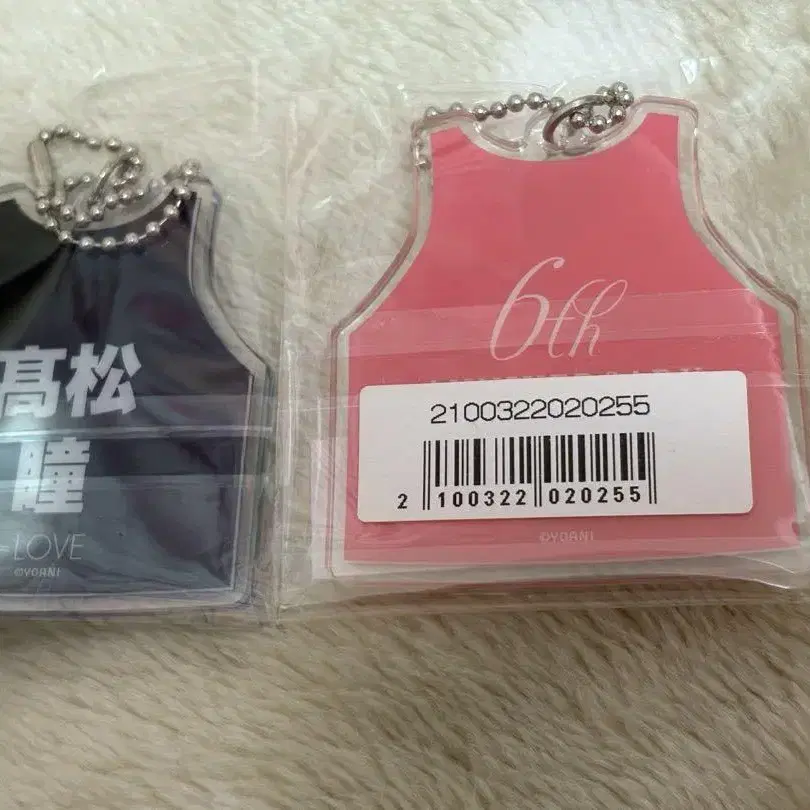 髙松
瞳
=LOVE
©YOANI
6th
2100322020255
2 100322 020255
©YOANI